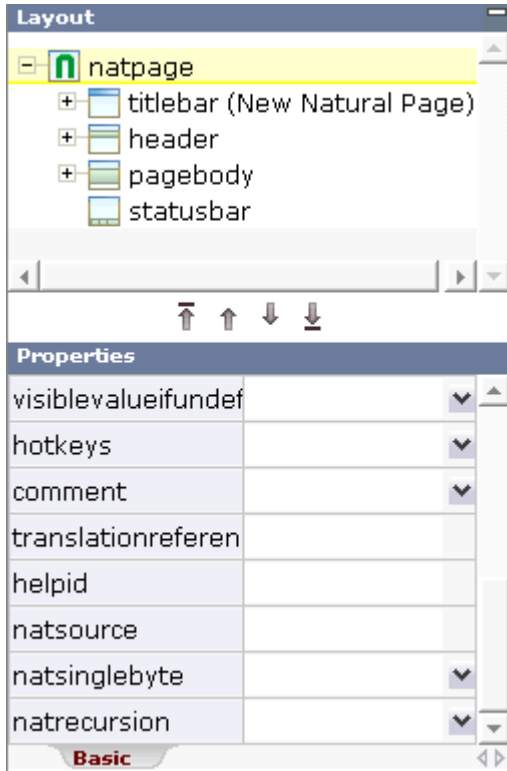 Layout
natpage
titlebar (New Natural Page)
header
pagebody
statusbar
Properties
visiblevalueifundef
hotkeys
comment
translationreferen
helpid
natsource
natsinglebyte
natrecursion
Basic